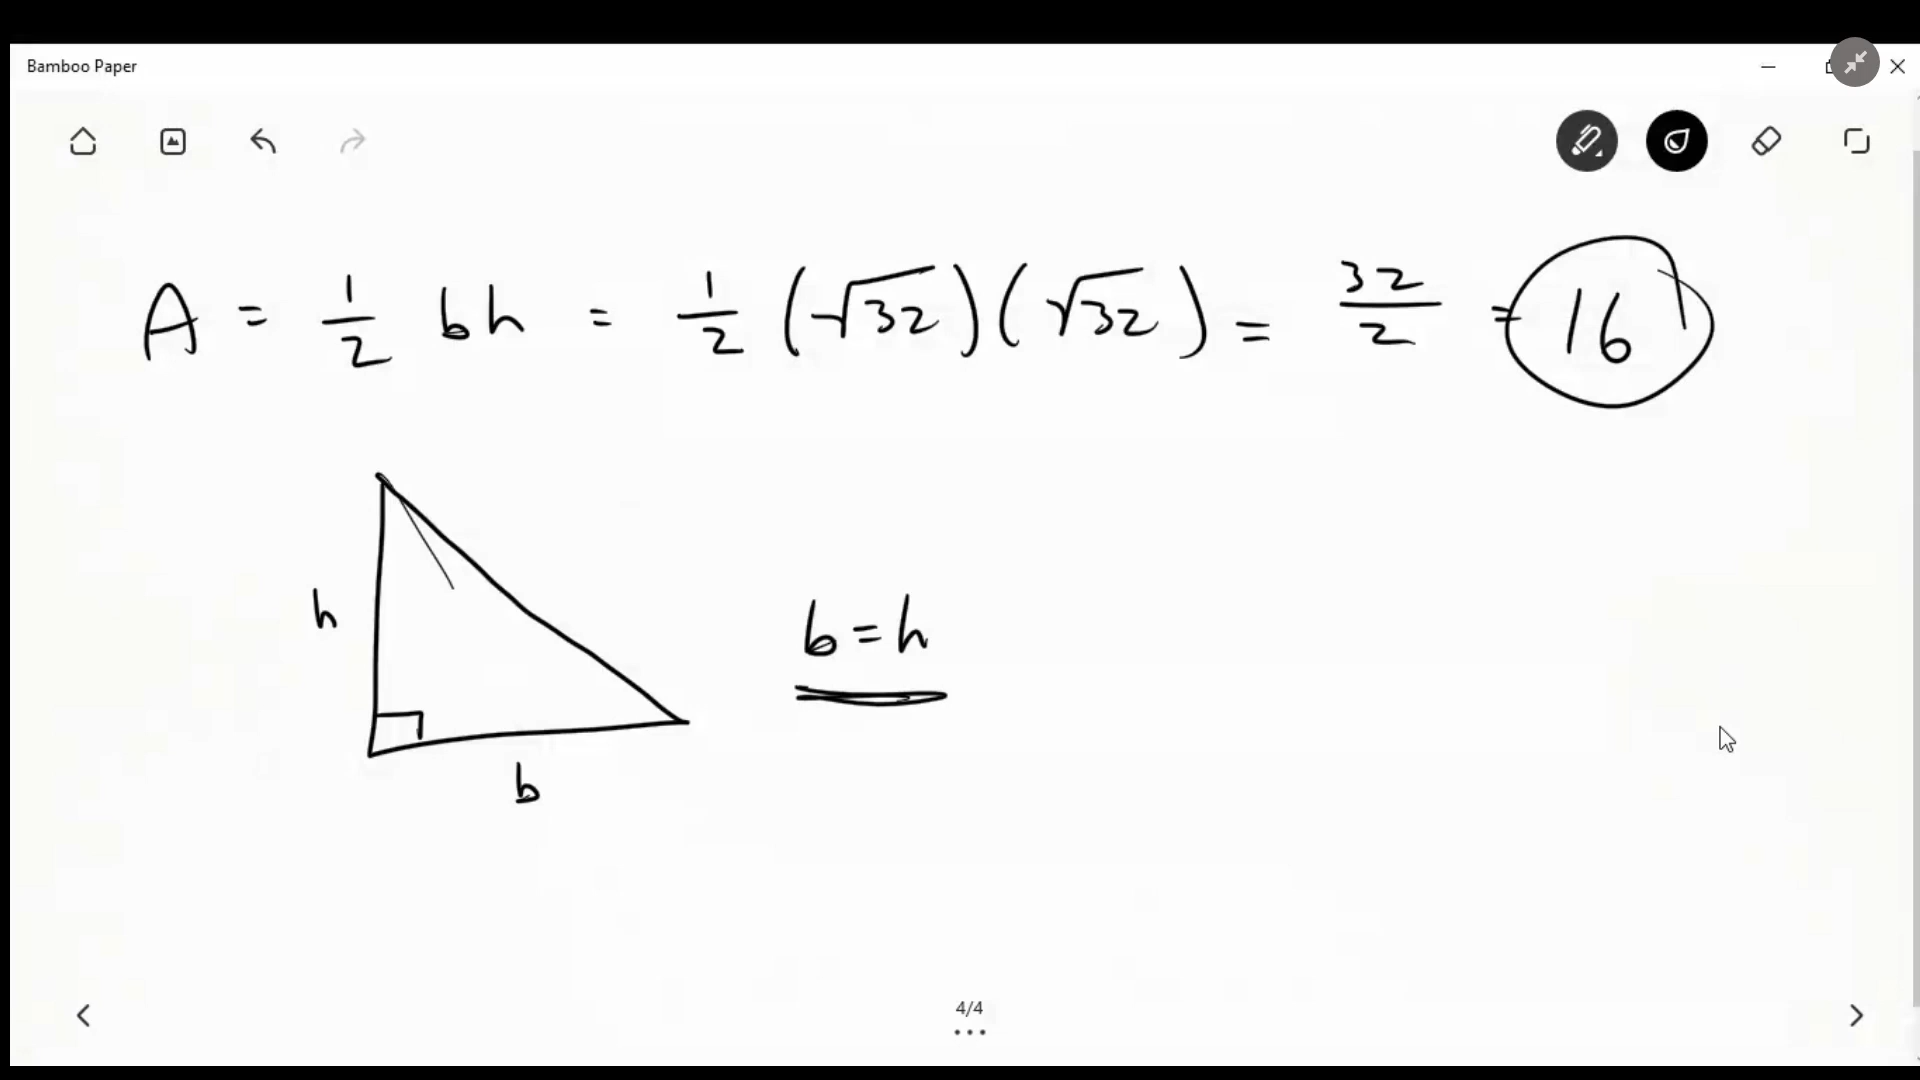 Bamboo Paper
A = 1/2 bh = 1/2 (√32)(√32) = 32/2 = 16
h
b = h
b
4/4